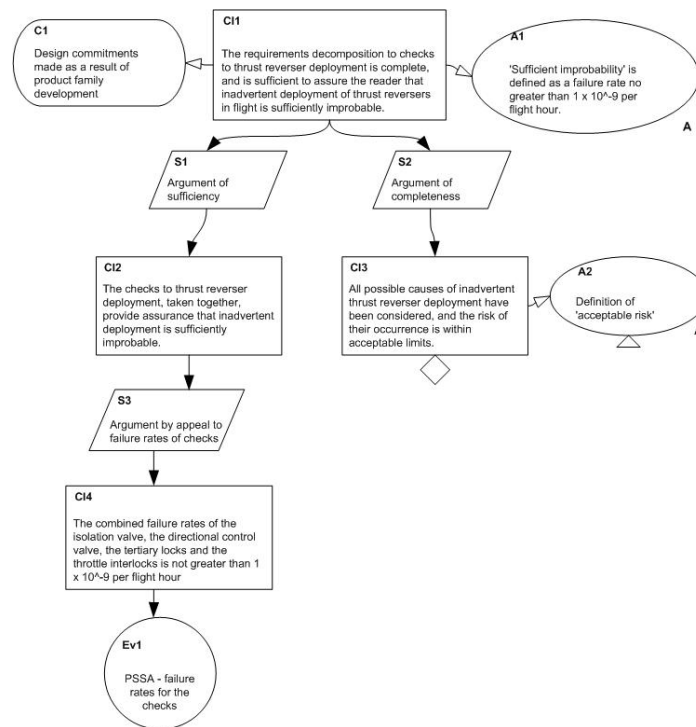 C1
Design commitments
made as a result of
product family
development
Cl1
The requirements decomposition to checks
to thrust reverser deployment is complete,
and is sufficient to assure the reader that
inadvertent deployment of thrust reversers
in flight is sufficiently improbable.
A1
'Sufficient improbability' is
defined as a failure rate no
greater than 1 x 10^-9 per
flight hour.
A
S1
Argument of
sufficiency
S2
Argument of
completeness
Cl2
The checks to thrust reverser
deployment, taken together,
provide assurance that inadvertent
deployment is sufficiently
improbable.
Cl3
All possible causes of inadvertent
thrust reverser deployment have
been considered, and the risk of
their occurrence is within
acceptable limits.
A2
Definition of
'acceptable risk'
S3
Argument by appeal to
failure rates of checks
Cl4
The combined failure rates of the
isolation valve, the directional control
valve, the tertiary locks and the
throttle interlocks is not greater than 1
x 10^-9 per flight hour
Ev1
PSSA - failure
rates for the
checks